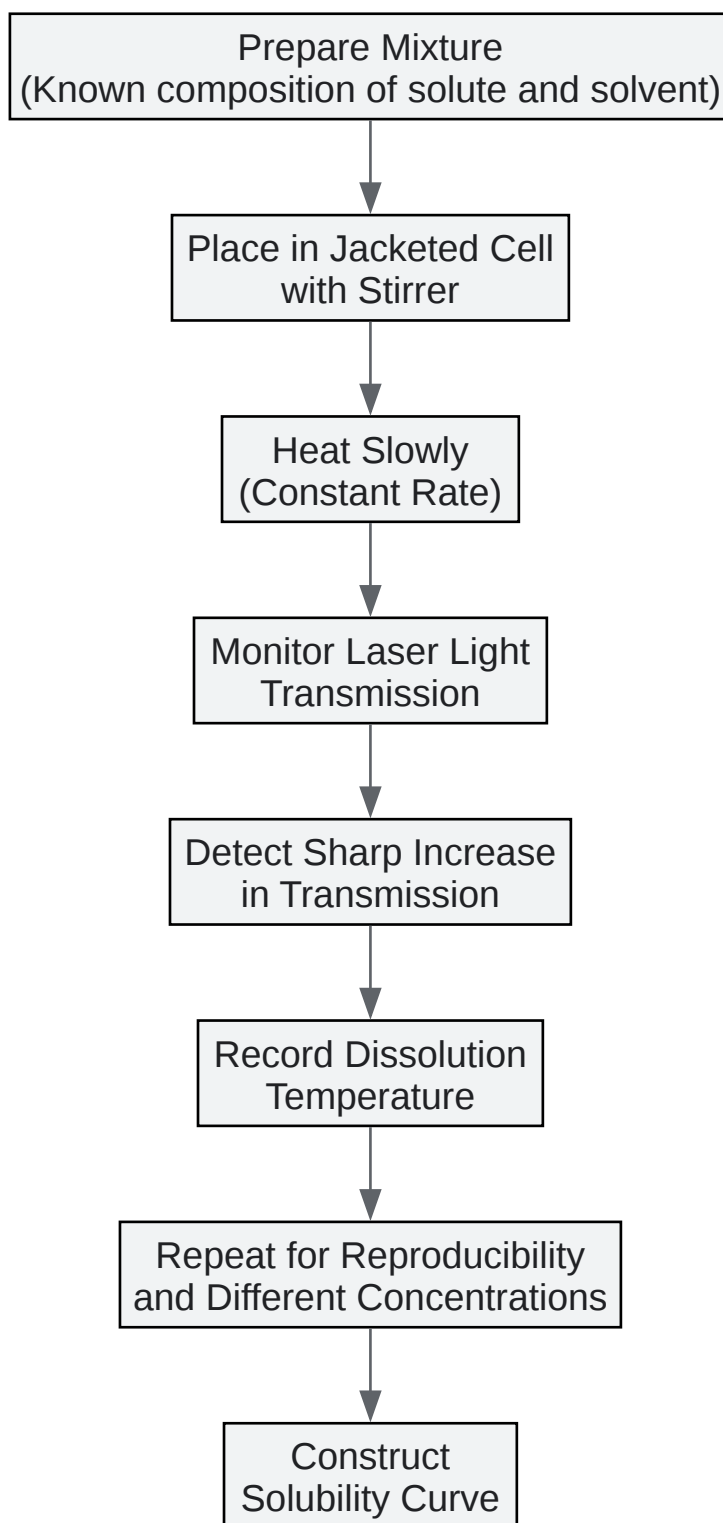 Prepare Mixture
(Known composition of solute and solvent)
Place in Jacketed Cell
with Stirrer
Heat Slowly
(Constant Rate)
Monitor Laser Light
Transmission
Detect Sharp Increase
in Transmission
Record Dissolution
Temperature
Repeat for Reproducibility
and Different Concentrations
Construct
Solubility Curve